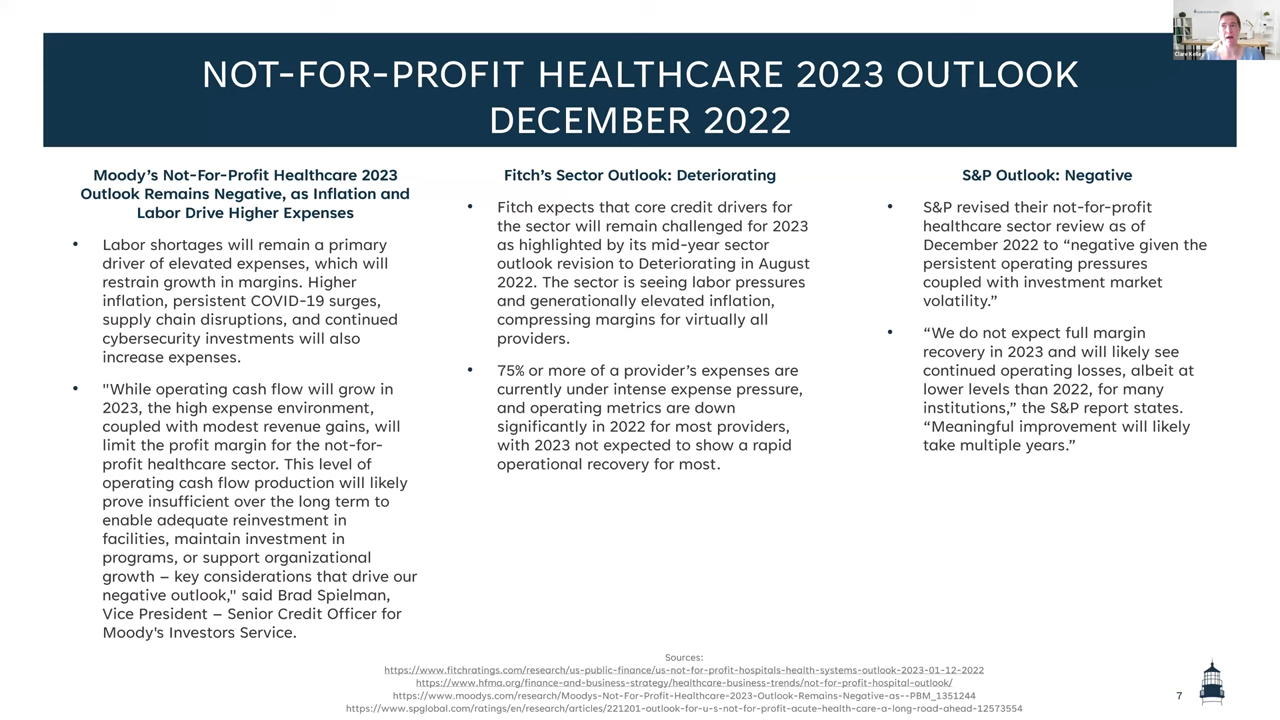 NOT-FOR-PROFIT HEALTHCARE 2023 OUTLOOK
DECEMBER 2022
Moody's Not-For-Profit Healthcare 2023
Outlook Remains Negative, as Inflation and
Labor Drive Higher Expenses
• Labor shortages will remain a primary
driver of elevated expenses, which will
restrain growth in margins. Higher
inflation, persistent COVID-19 surges,
supply chain disruptions, and continued
cybersecurity investments will also
increase expenses.
• "While operating cash flow will grow in
2023, the high expense environment,
coupled with modest revenue gains, will
limit the profit margin for the not-for-
profit healthcare sector. This level of
operating cash flow production will likely
prove insufficient over the long term to
enable adequate reinvestment in
facilities, maintain investment in
programs, or support organizational
growth – key considerations that drive our
negative outlook," said Brad Spielman,
Vice President – Senior Credit Officer for
Moody's Investors Service.
Fitch's Sector Outlook: Deteriorating
• Fitch expects that core credit drivers for
the sector will remain challenged for 2023
as highlighted by its mid-year sector
outlook revision to Deteriorating in August
2022. The sector is seeing labor pressures
and generationally elevated inflation,
compressing margins for virtually all
providers.
• 75% or more of a provider's expenses are
currently under intense expense pressure,
and operating metrics are down
significantly in 2022 for most providers,
with 2023 not expected to show a rapid
operational recovery for most.
S&P Outlook: Negative
• S&P revised their not-for-profit
healthcare sector review as of
December 2022 to “negative given the
persistent operating pressures
coupled with investment market
volatility.”
• “We do not expect full margin
recovery in 2023 and will likely see
continued operating losses, albeit at
lower levels than 2022, for many
institutions,” the S&P report states.
“Meaningful improvement will likely
take multiple years.”
Sources:
https://www.fitchratings.com/research/us-public-finance/us-not-for-profit-hospitals-health-systems-outlook-2023-01-12-2022
https://www.hfma.org/finance-and-business-strategy/healthcare-business-trends/not-for-profit-hospital-outlook/
https://www.moodys.com/research/Moodys-Not-For-Profit-Healthcare-2023-Outlook-Remains-Negative-as--PBM_1351244
https://www.spglobal.com/ratings/en/research/articles/221201-outlook-for-u-s-not-for-profit-acute-health-care-a-long-road-ahead-12573554
7